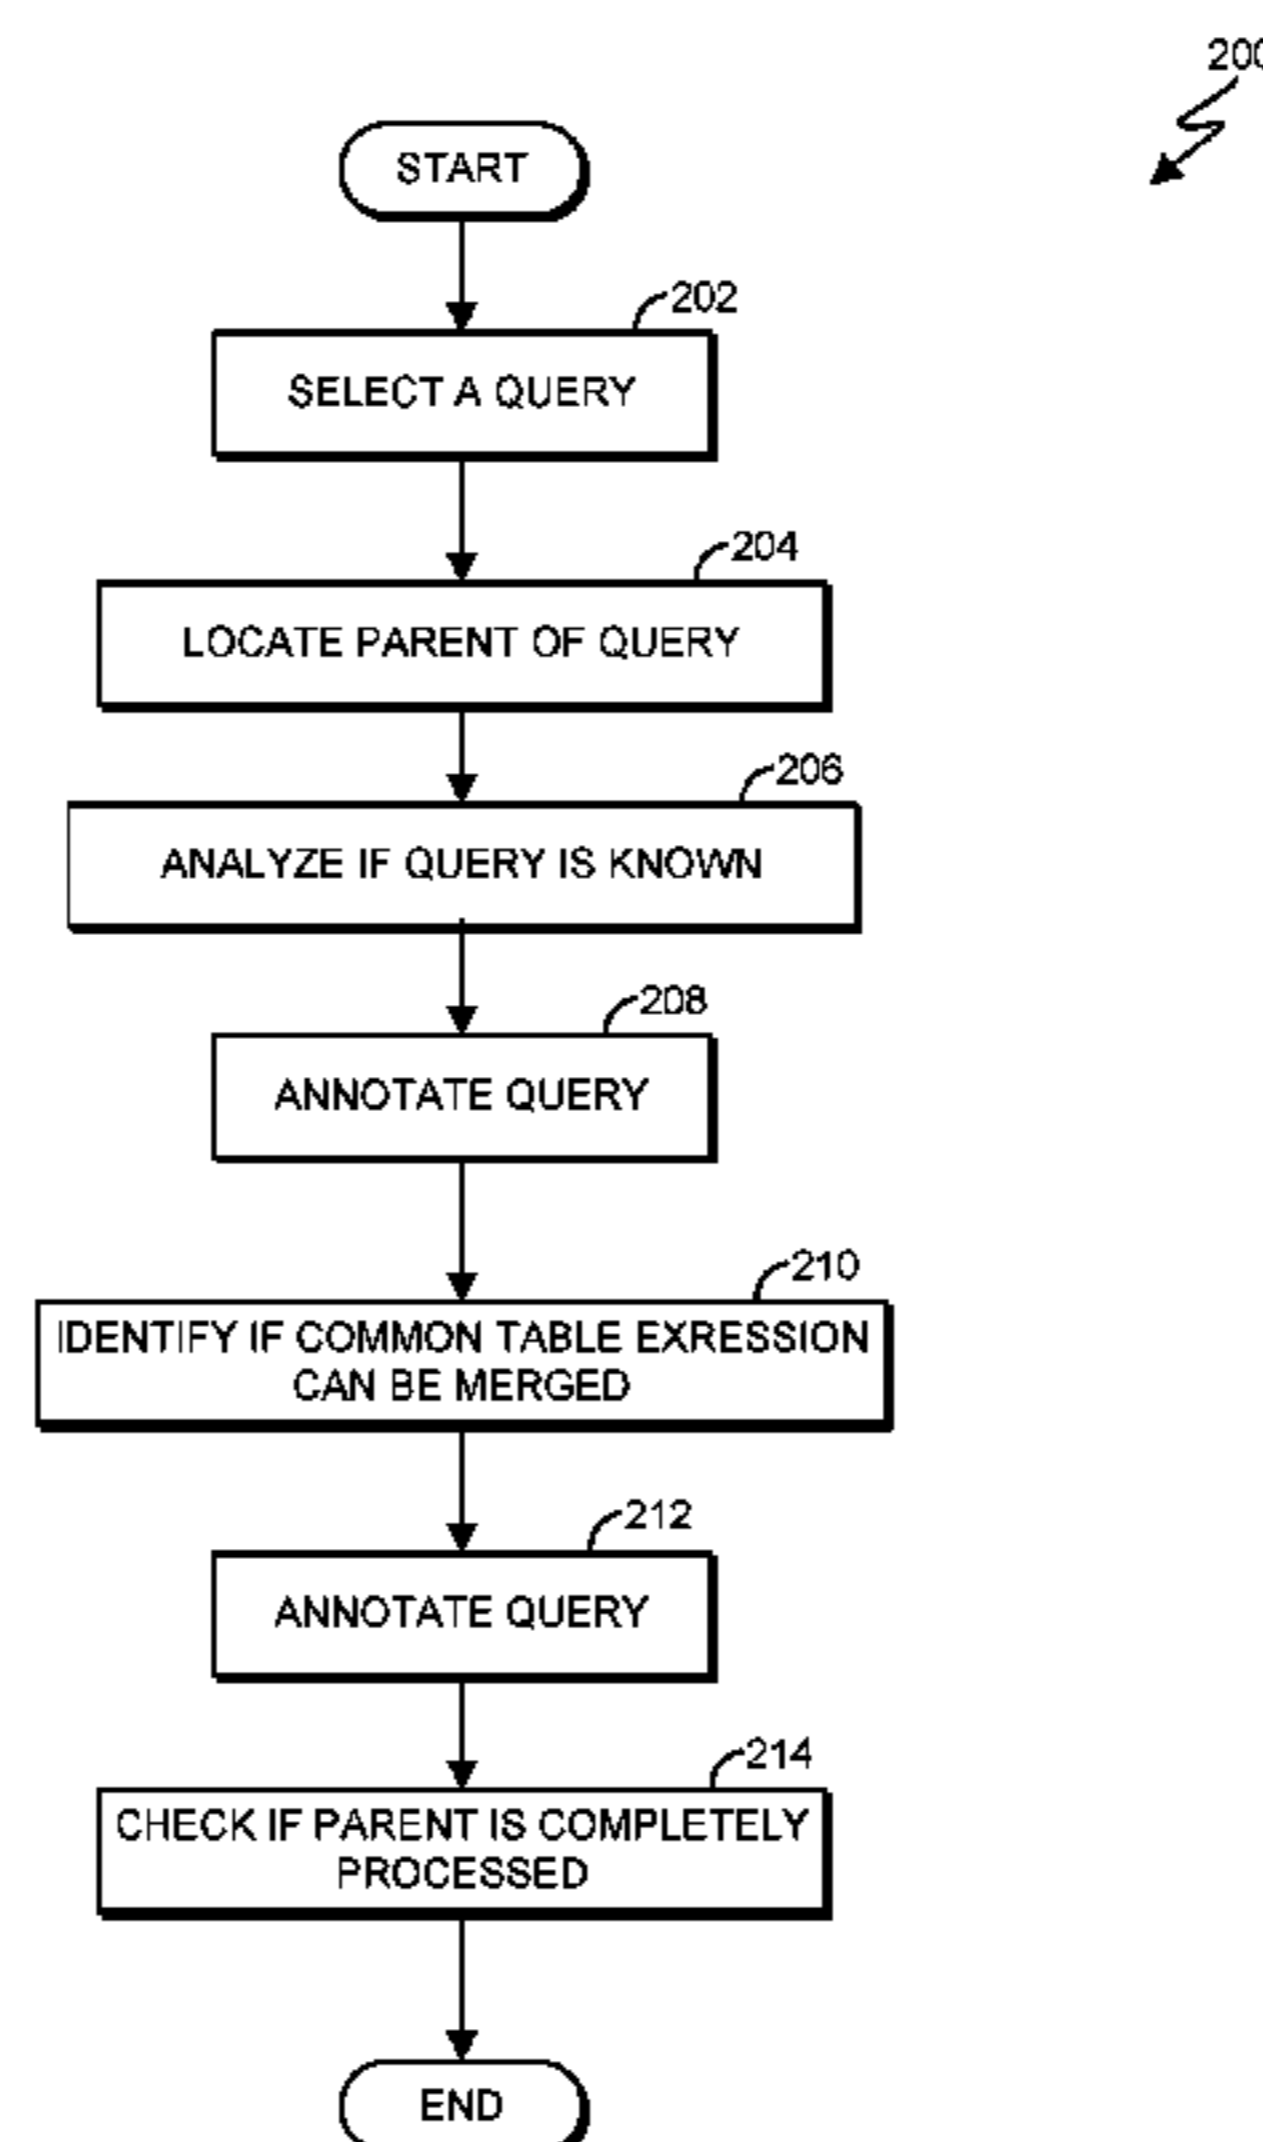 200
START
202
SELECT A QUERY
204
LOCATE PARENT OF QUERY
206
ANALYZE IF QUERY IS KNOWN
208
ANNOTATE QUERY
210
IDENTIFY IF COMMON TABLE EXRESSION
CAN BE MERGED
212
ANNOTATE QUERY
214
CHECK IF PARENT IS COMPLETELY
PROCESSED
END